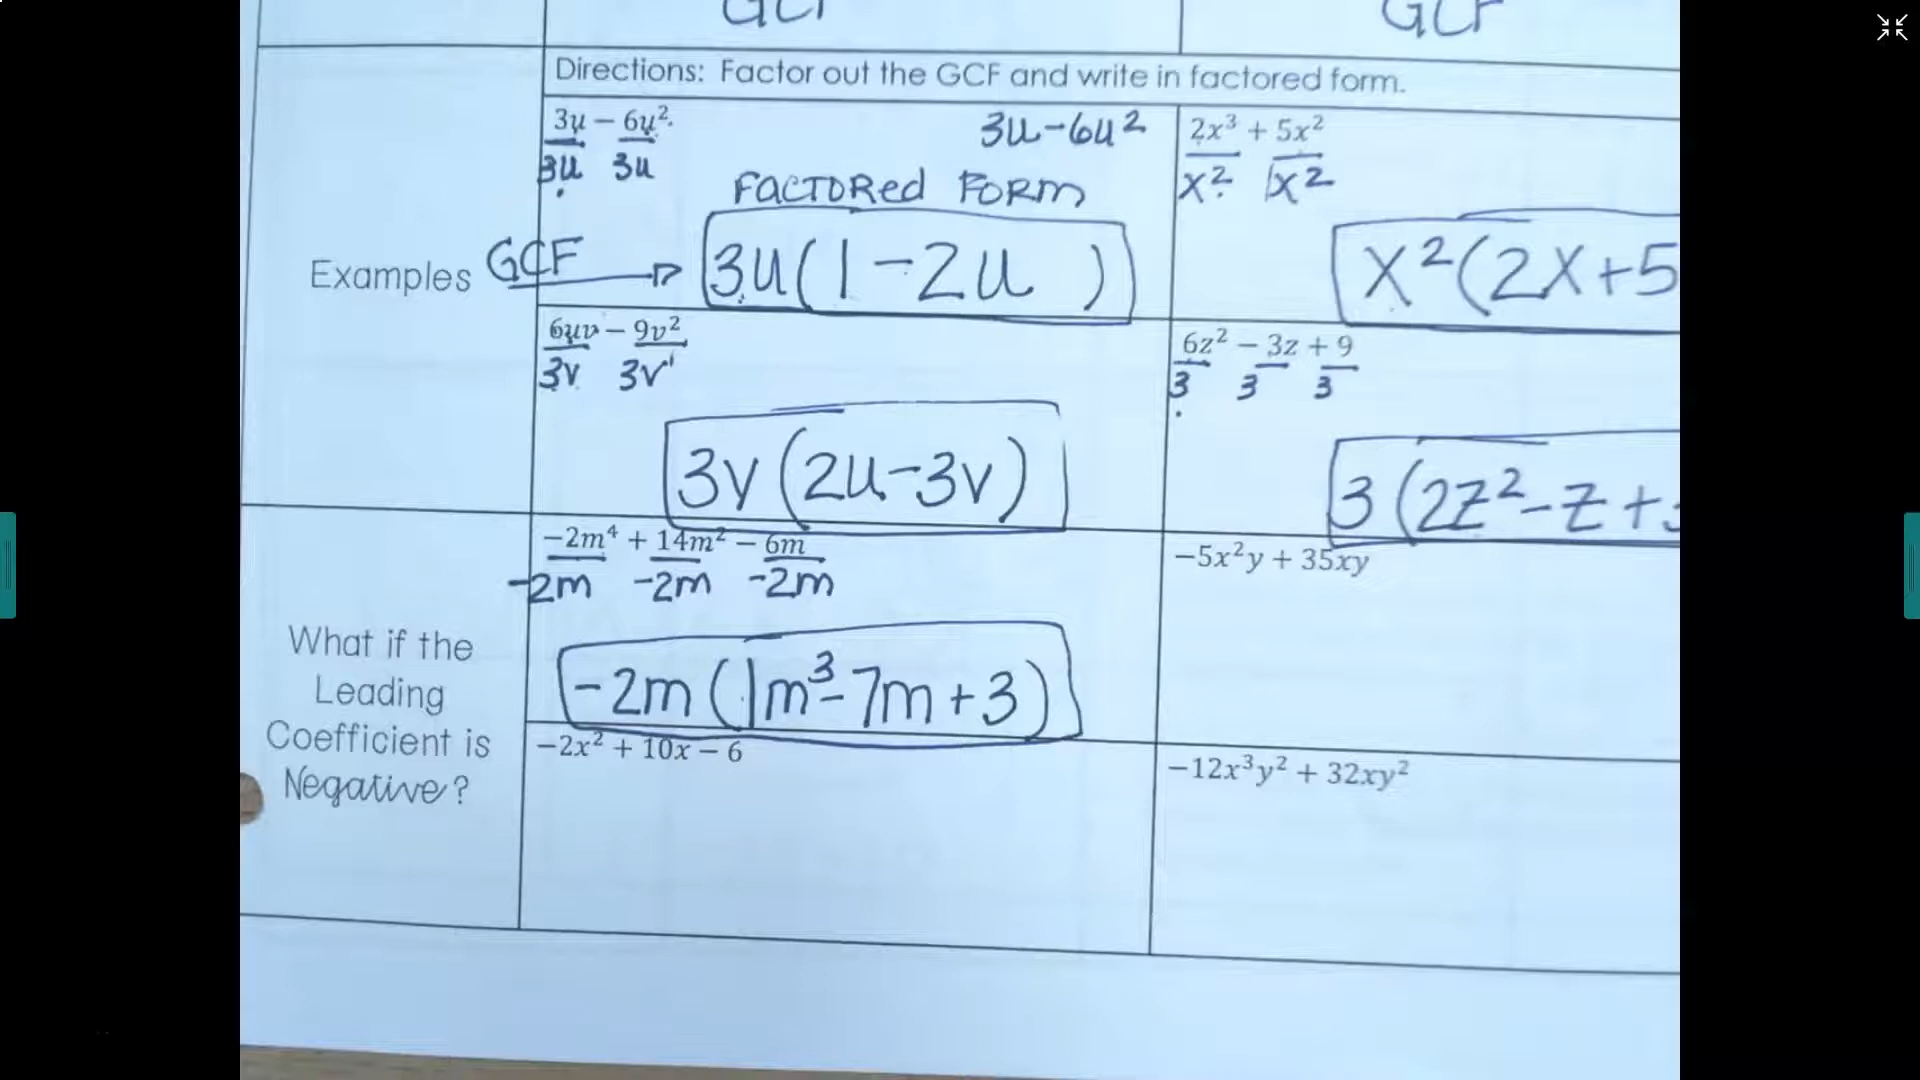 GCF
GCF
Directions: Factor out the GCF and write in factored form.
3u − 6u²
3u 3u
3u-6u²
FACTORED FORM
GCF
3u(1-2u )
2x³ + 5x²
x² x²
x²(2x+5
Examples
6uv − 9v²
3v 3v
3v(2u-3v)
6z² − 3z + 9
3 3 3
3(2z²-z+3
What if the
Leading
Coefficient is
Negative?
−2m⁴ + 14m² − 6m
-2m -2m -2m
-2m(1m³-7m+3)
−5x²y + 35xy
−2x² + 10x − 6
−12x³y² + 32xy²